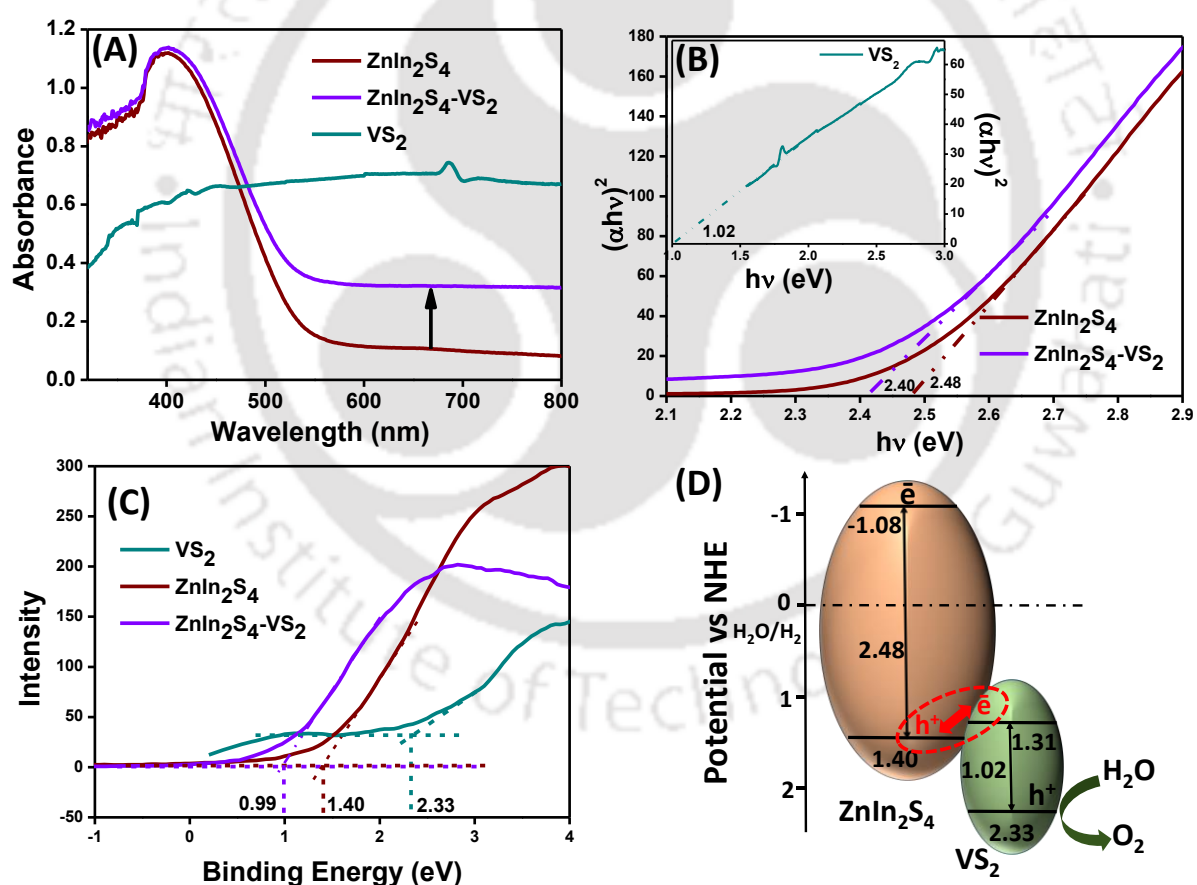 (A)
ZnIn2S4
ZnIn2S4-VS2
VS2
Absorbance
1.2
1.0
0.8
0.6
0.4
0.2
0.0
400 500 600 700 800
Wavelength (nm)
(B)
VS2
1.02
1.0 1.5 2.0 2.5 3.0
hν (eV)
60
50
40
30
20
10
0
(αhν)2
(αhν)2
180
160
140
120
100
80
60
40
20
0
ZnIn2S4
ZnIn2S4-VS2
2.40 2.48
2.1 2.2 2.3 2.4 2.5 2.6 2.7 2.8 2.9
hν (eV)
(C)
VS2
ZnIn2S4
ZnIn2S4-VS2
Intensity
300
250
200
150
100
50
0
-50
0.99 1.40 2.33
-1 0 1 2 3 4
Binding Energy (eV)
(D)
Potential vs NHE
-1
0
1
2
H2O/H2
ē
-1.08
2.48
h+
ē
1.40
1.31
1.02
h+
2.33
H2O
O2
ZnIn2S4
VS2
Indian Institute of Technology Guwahati